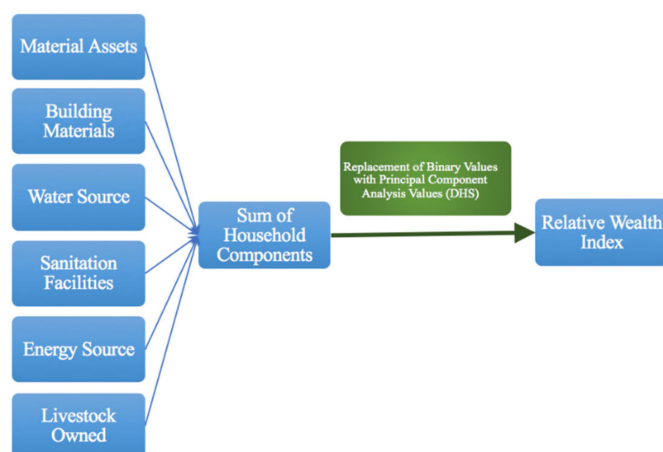 Material Assets
Building
Materials
Water Source
Sanitation
Facilities
Energy Source
Livestock
Owned
Sum of
Household
Components
Replacement of Binary Values
with Principal Component
Analysis Values (DHS)
Relative Wealth
Index